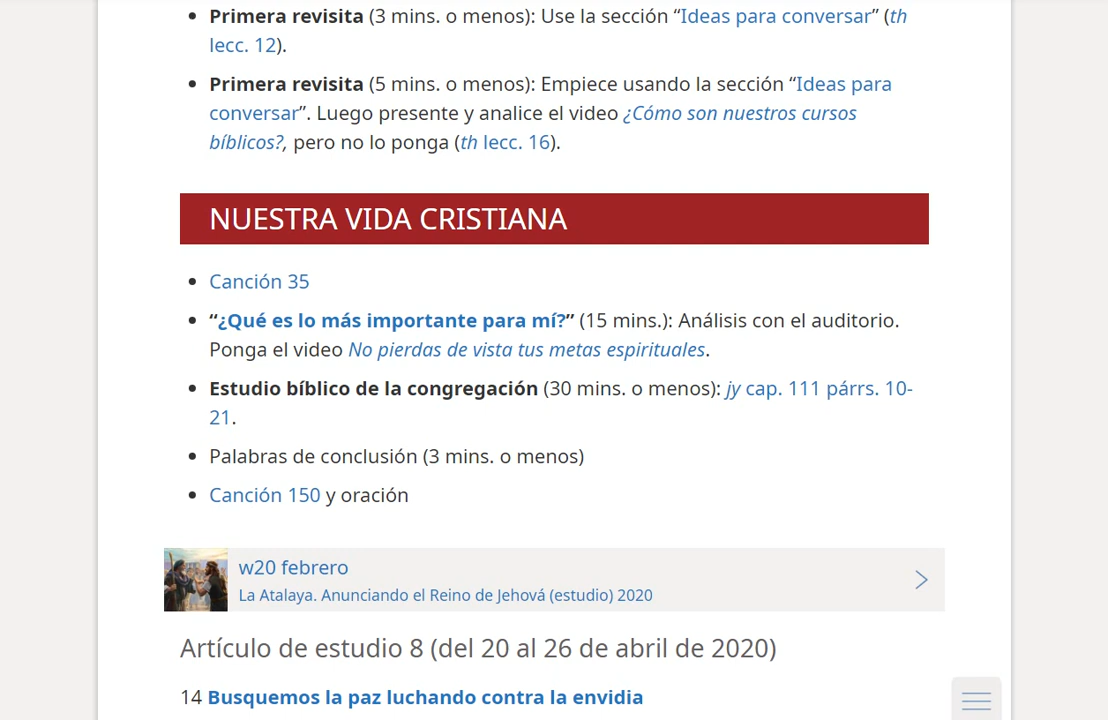 Primera revisita (3 mins. o menos): Use la sección “Ideas para conversar” (th
lecc. 12).
Primera revisita (5 mins. o menos): Empiece usando la sección “Ideas para
conversar”. Luego presente y analice el video ¿Cómo son nuestros cursos
bíblicos?, pero no lo ponga (th lecc. 16).
NUESTRA VIDA CRISTIANA
Canción 35
“¿Qué es lo más importante para mí?” (15 mins.): Análisis con el auditorio.
Ponga el video No pierdas de vista tus metas espirituales.
Estudio bíblico de la congregación (30 mins. o menos): jy cap. 111 párrs. 10-
21.
Palabras de conclusión (3 mins. o menos)
Canción 150 y oración
w20 febrero
La Atalaya. Anunciando el Reino de Jehová (estudio) 2020
Artículo de estudio 8 (del 20 al 26 de abril de 2020)
14 Busquemos la paz luchando contra la envidia